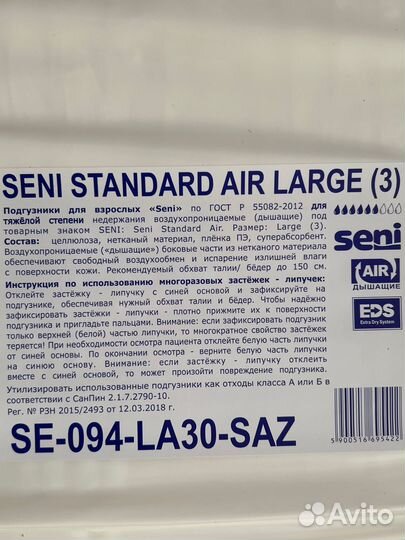 SENI STANDARD AIR LARGE (3)
Подгузники для взрослых «Seni» по ГОСТ Р 55082-2012 для
тяжёлой степени недержания воздухопроницаемые (дышащие) под
товарным знаком SENI: Seni Standard Air. Размер: Large (3).
Состав: целлюлоза, нетканый материал, плёнка ПЭ, суперабсорбент.
Воздухопроницаемые («дышащие») боковые части из нетканого материала
обеспечивают свободный воздухообмен и испарение излишней влаги
с поверхности кожи. Рекомендуемый обхват талии/ бёдер до 150 см.
seni
AIR
ДЫШАЩИЕ
EDS
Extra Dry System
Инструкция по использованию многоразовых застёжек - липучек:
Отклейте застёжку - липучку с синей основой и зафиксируйте её,
обеспечивая нужный обхват талии и бёдер. Чтобы надёжно
зафиксировать застёжки - липучки - плотно прижмите их к поверхности
подгузника и пригладьте пальцами. Внимание: если зафиксировать подгузник
только верхней (белой) частью липучки, то многократное свойство застёжек
теряется! При необходимости осмотра пациента отклейте белую часть липучки
от синей основы. По окончании осмотра - верните белую часть липучки
на синюю основу. Внимание: если отклеить застёжку - липучку
вместе с синей основой, то может произойти повреждение подгузника.
Утилизировать использованные подгузники как отходы класса А или Б в
соответствии с СанПин 2.1.7.2790-10.
Рег. № РЗН 2015/2493 от 12.03.2018 г.
SE-094-LA30-SAZ
5900516695422
Avito